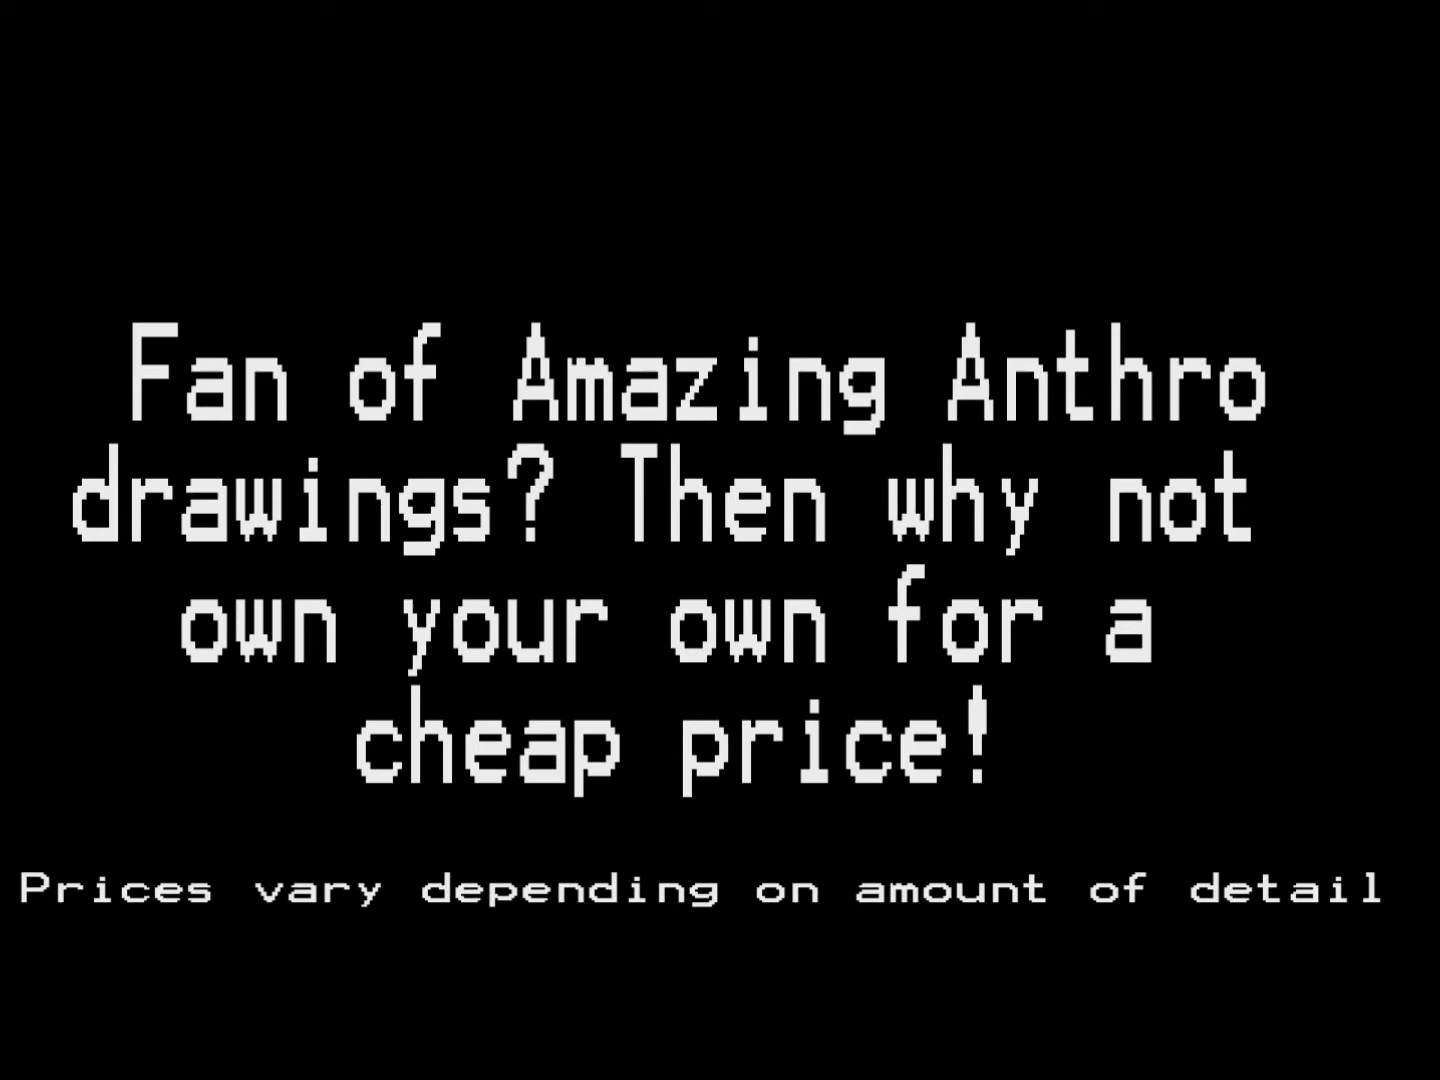 Fan of Amazing Anthro
drawings? Then why not
own your own for a
cheap price!
Prices vary depending on amount of detail